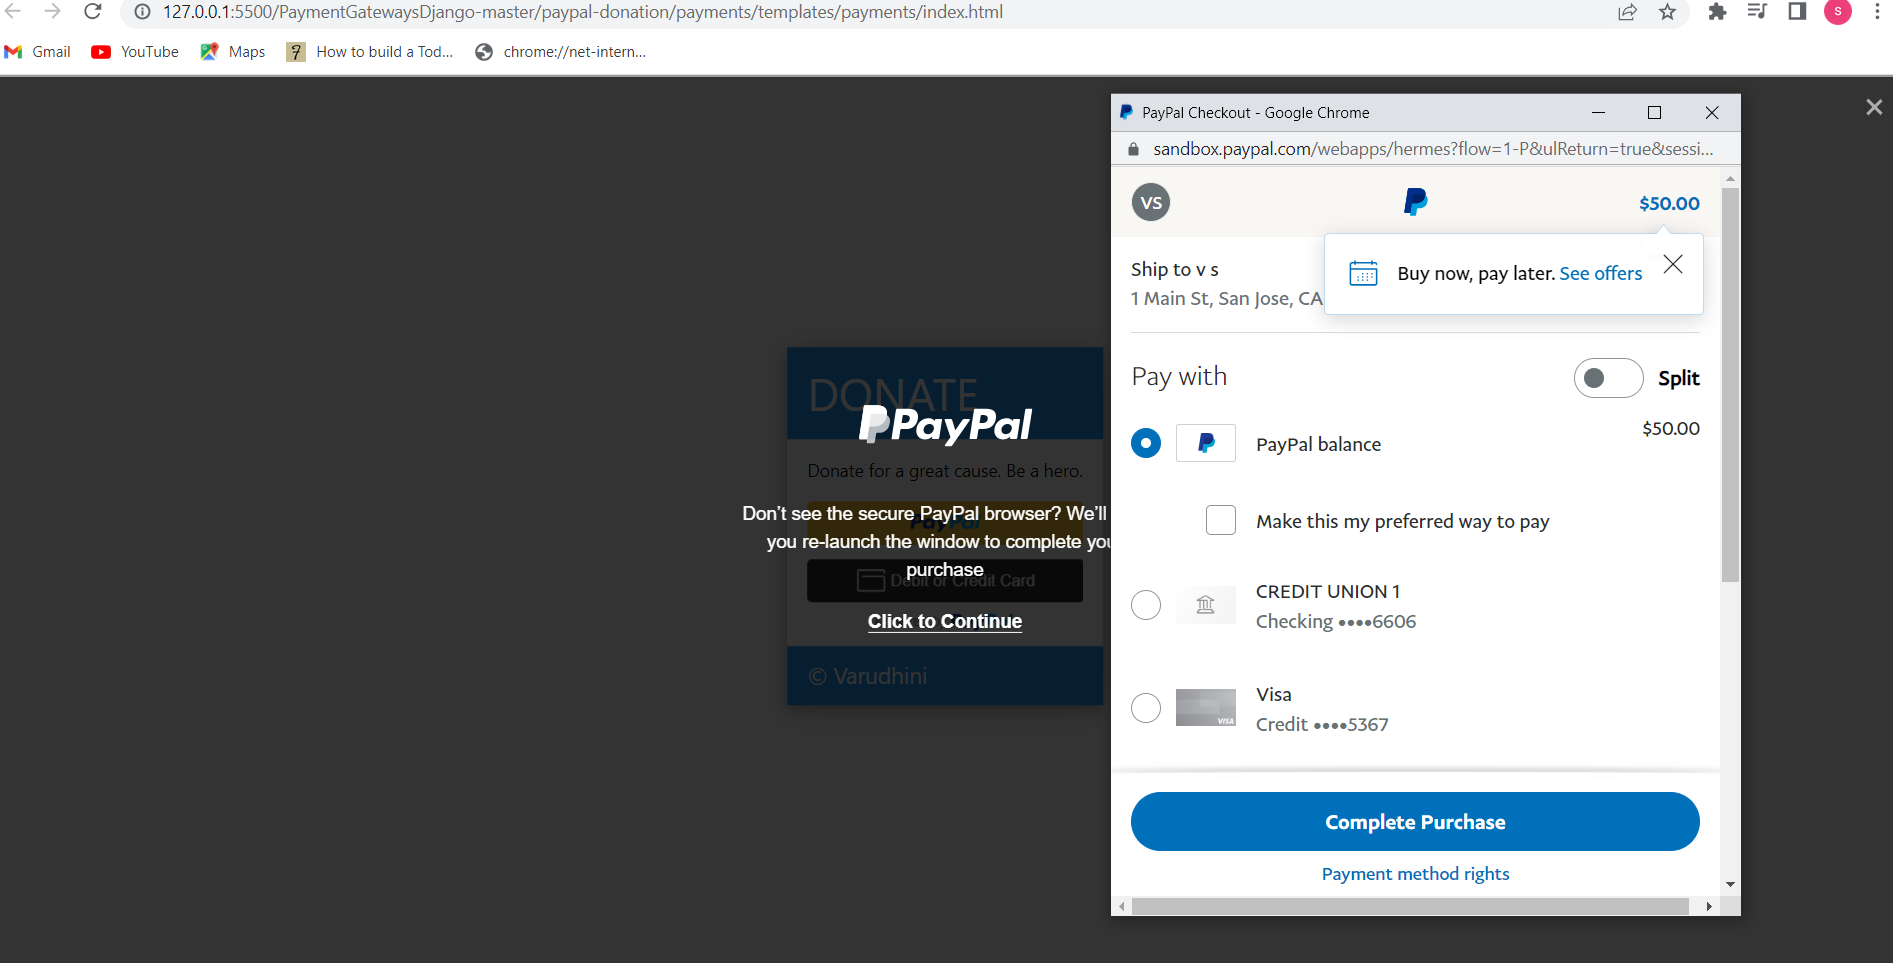 127.0.0.1:5500/PaymentGatewaysDjango-master/paypal-donation/payments/templates/payments/index.html
S
Gmail
YouTube
Maps
7 How to build a Tod...
chrome://net-intern...
PayPal Checkout - Google Chrome
sandbox.paypal.com/webapps/hermes?flow=1-P&ulReturn=true&sessi...
VS
$50.00
Buy now, pay later. See offers
Ship to v s
1 Main St, San Jose, CA
Pay with
Split
PayPal balance
$50.00
Make this my preferred way to pay
CREDIT UNION 1
Checking ••••6606
VISA
Visa
Credit ••••5367
Complete Purchase
Payment method rights
DONATE
PayPal
Donate for a great cause. Be a hero.
PayPal
Don’t see the secure PayPal browser? We’ll
you re-launch the window to complete you
purchase
Debit or Credit Card
Click to Continue
© Varudhini